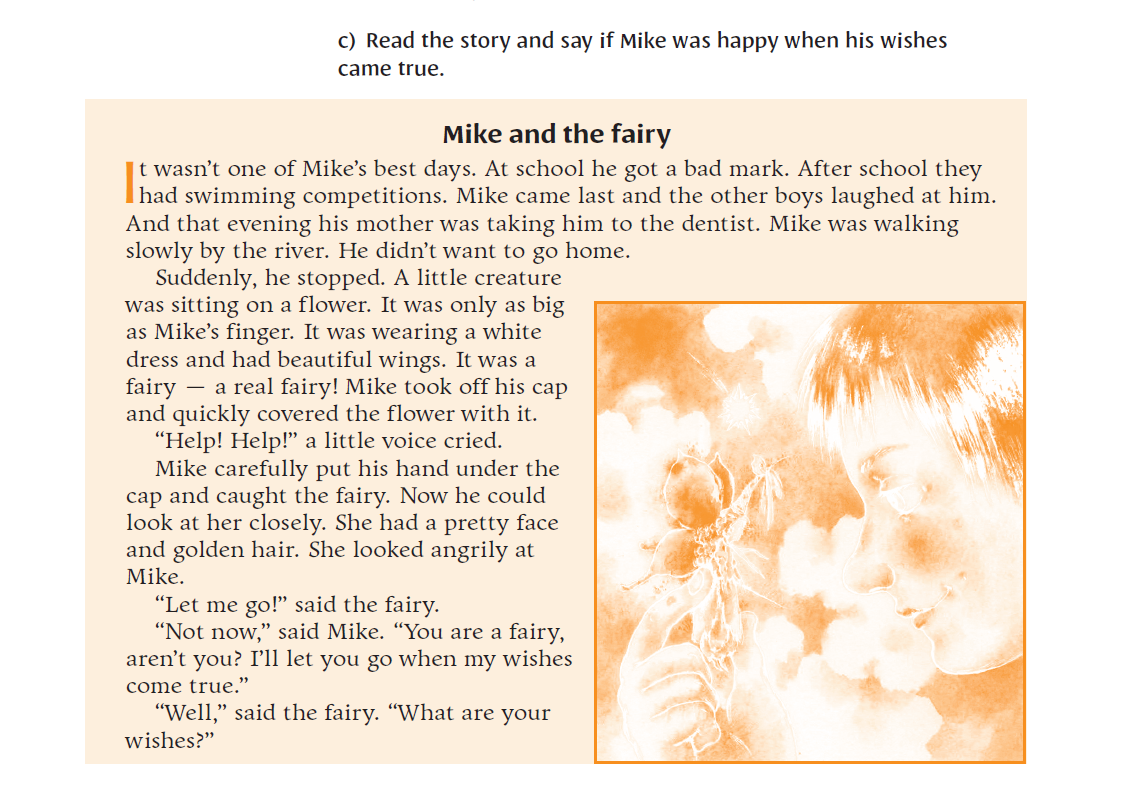 c) Read the story and say if Mike was happy when his wishes
came true.
Mike and the fairy
It wasn’t one of Mike’s best days. At school he got a bad mark. After school they
had swimming competitions. Mike came last and the other boys laughed at him.
And that evening his mother was taking him to the dentist. Mike was walking
slowly by the river. He didn’t want to go home.
Suddenly, he stopped. A little creature
was sitting on a flower. It was only as big
as Mike’s finger. It was wearing a white
dress and had beautiful wings. It was a
fairy — a real fairy! Mike took off his cap
and quickly covered the flower with it.
“Help! Help!” a little voice cried.
Mike carefully put his hand under the
cap and caught the fairy. Now he could
look at her closely. She had a pretty face
and golden hair. She looked angrily at
Mike.
“Let me go!” said the fairy.
“Not now,” said Mike. “You are a fairy,
aren’t you? I’ll let you go when my wishes
come true.”
“Well,” said the fairy. “What are your
wishes?”